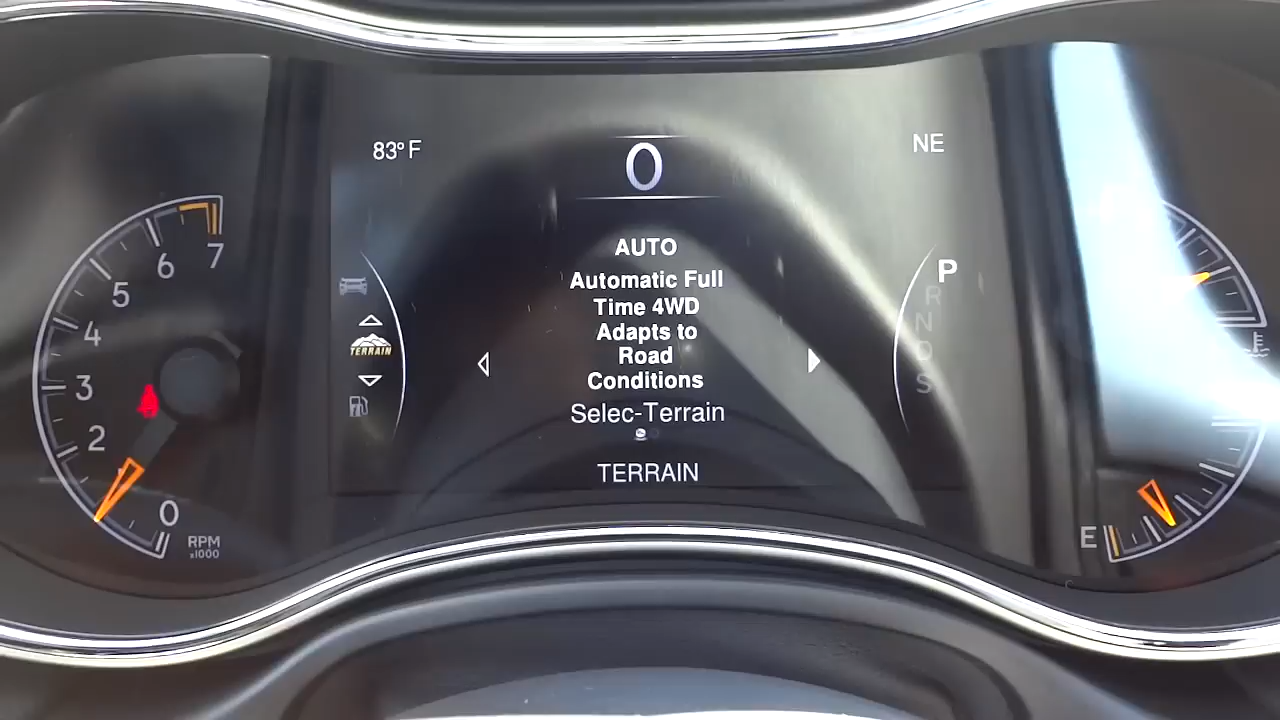 83° F
0
NE
AUTO
Automatic Full
Time 4WD
Adapts to
Road
Conditions
Selec-Terrain
TERRAIN
TERRAIN
P
R
N
D
S
7
6
5
4
3
2
0
RPM
x1000
E